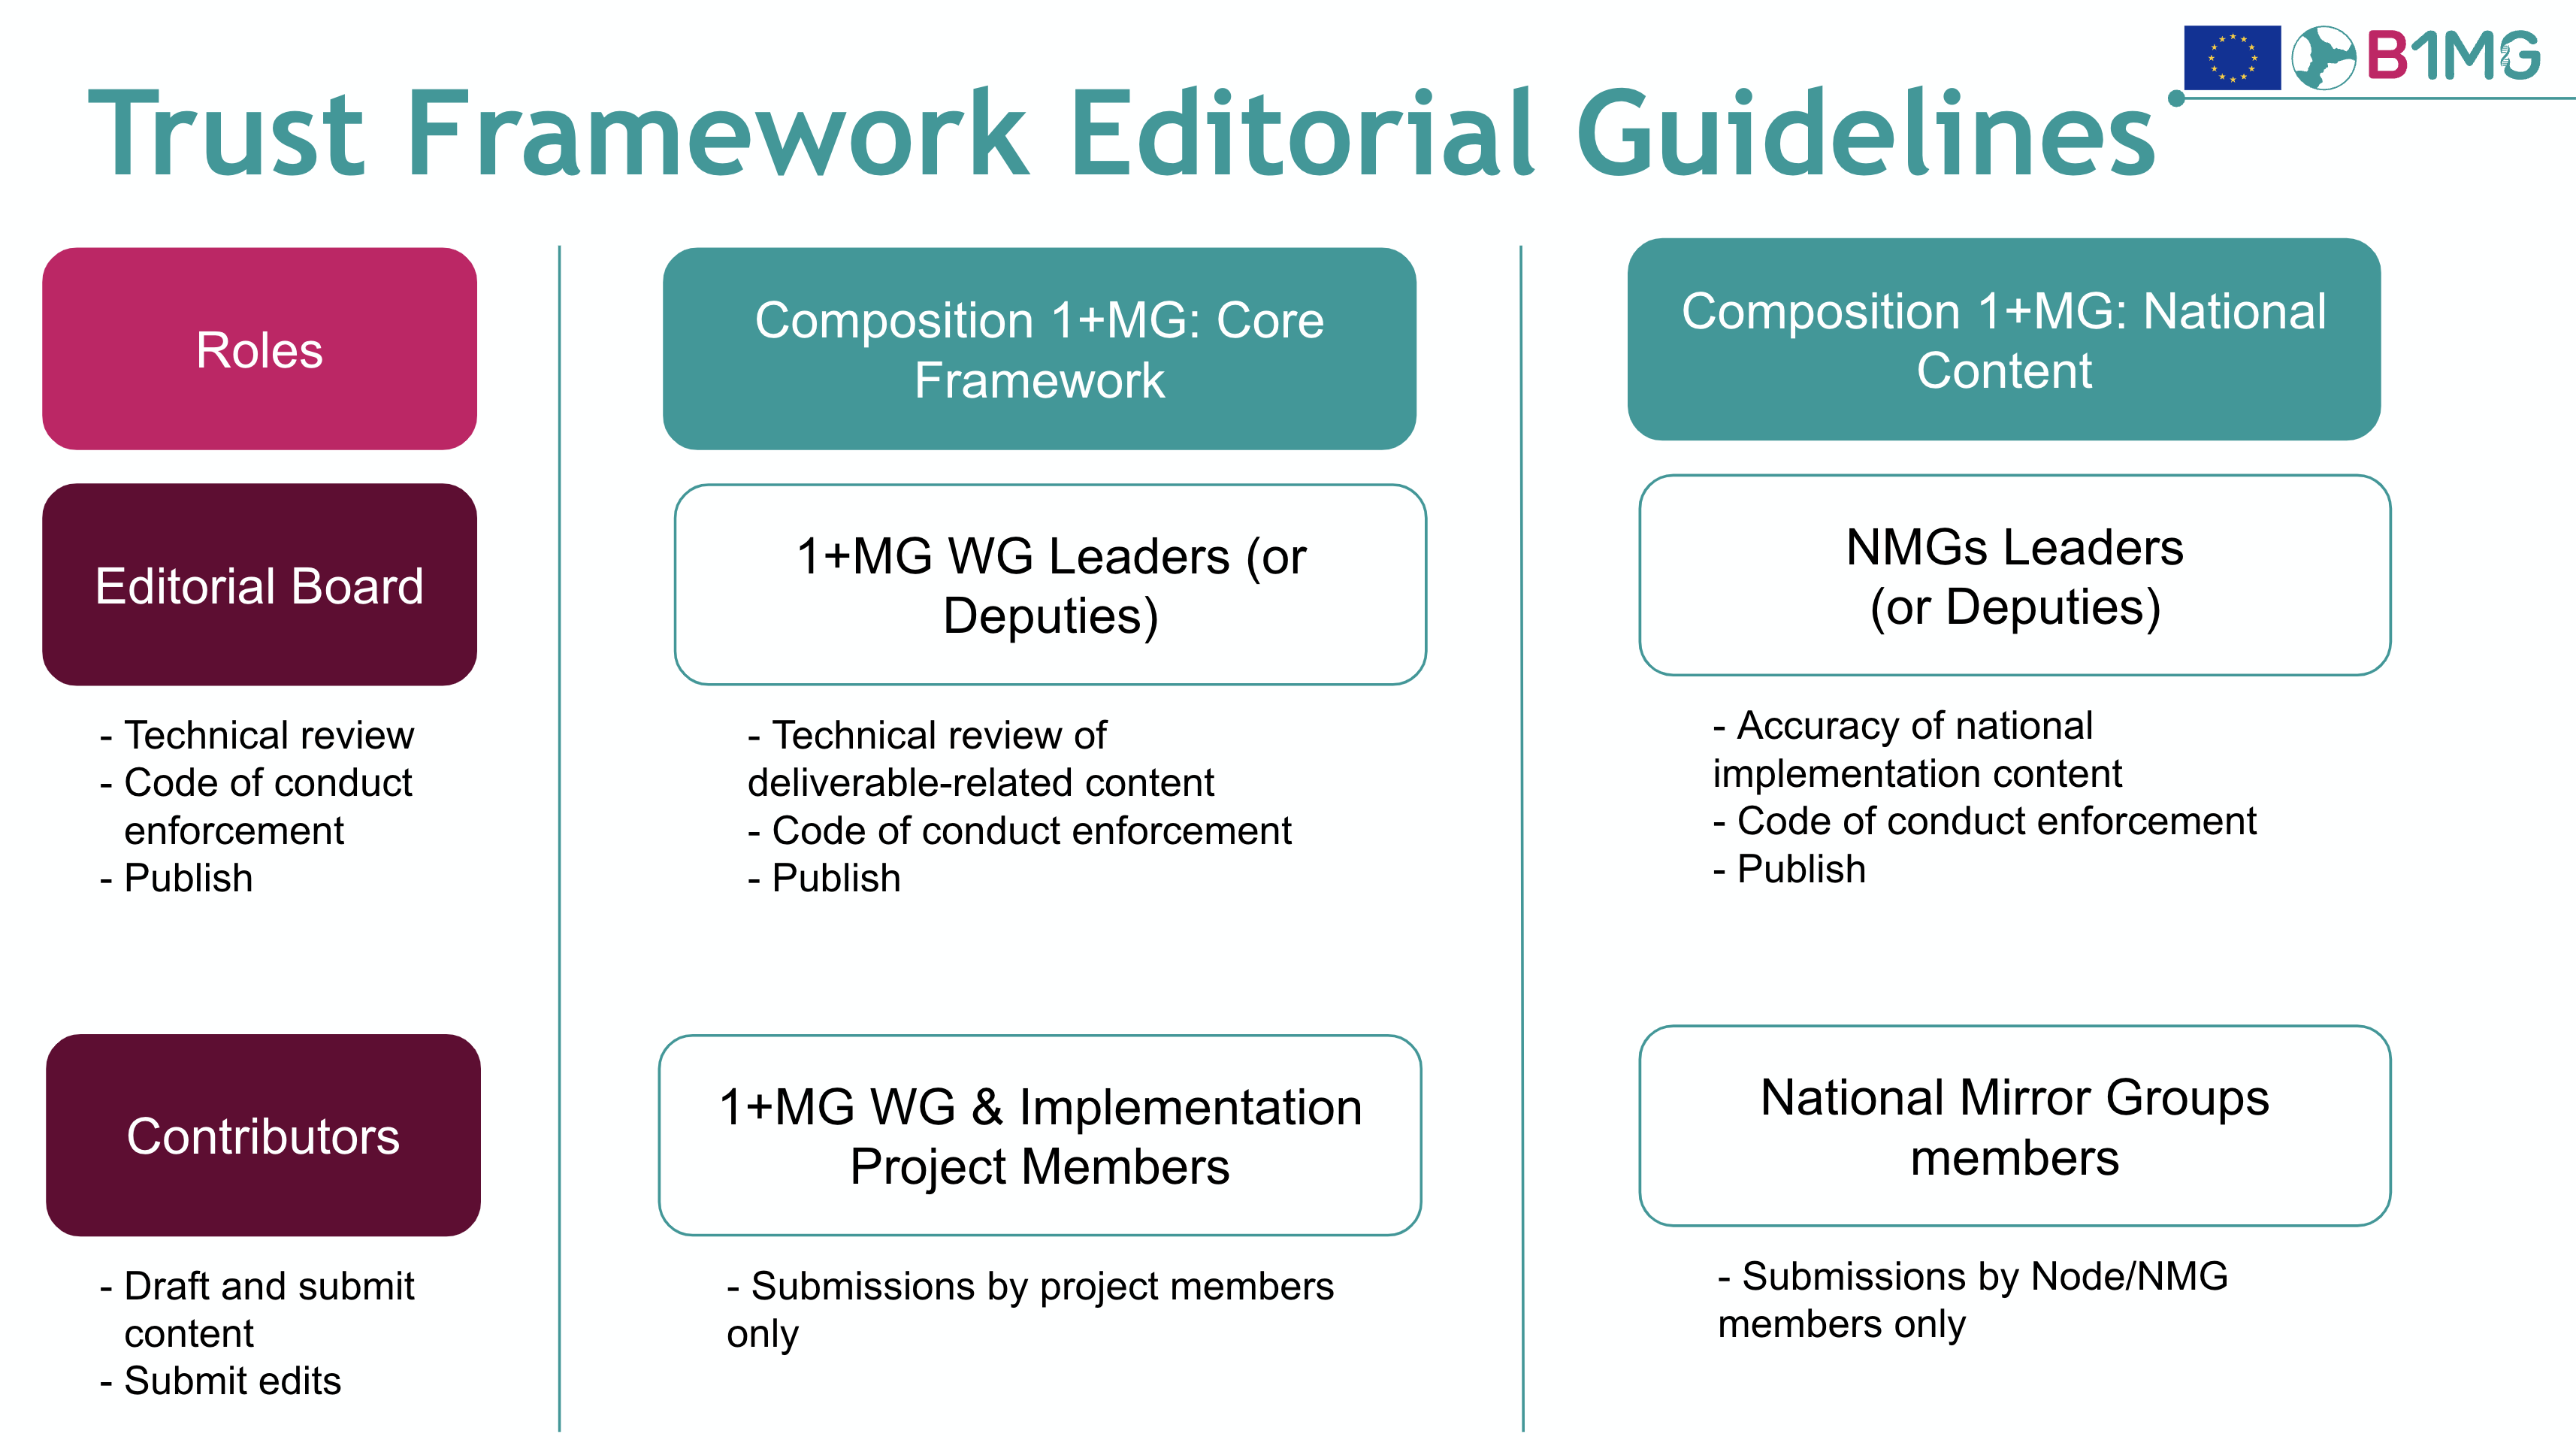 B1MG
Trust Framework Editorial Guidelines
Roles
Composition 1+MG: Core
Framework
Composition 1+MG: National
Content
Editorial Board
1+MG WG Leaders (or
Deputies)
NMGs Leaders
(or Deputies)
- Technical review
- Code of conduct
enforcement
- Publish
- Technical review of
deliverable-related content
- Code of conduct enforcement
- Publish
- Accuracy of national
implementation content
- Code of conduct enforcement
- Publish
Contributors
1+MG WG & Implementation
Project Members
National Mirror Groups
members
- Draft and submit
content
- Submit edits
- Submissions by project members
only
- Submissions by Node/NMG
members only